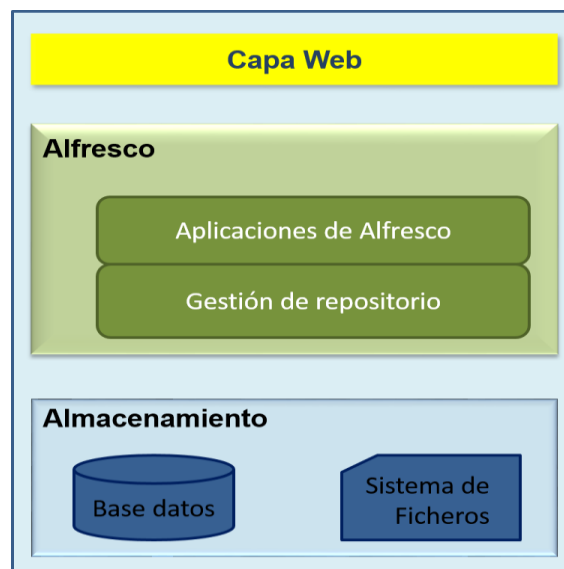 Capa Web
Alfresco
Aplicaciones de Alfresco
Gestión de repositorio
Almacenamiento
Base datos
Sistema de
Ficheros